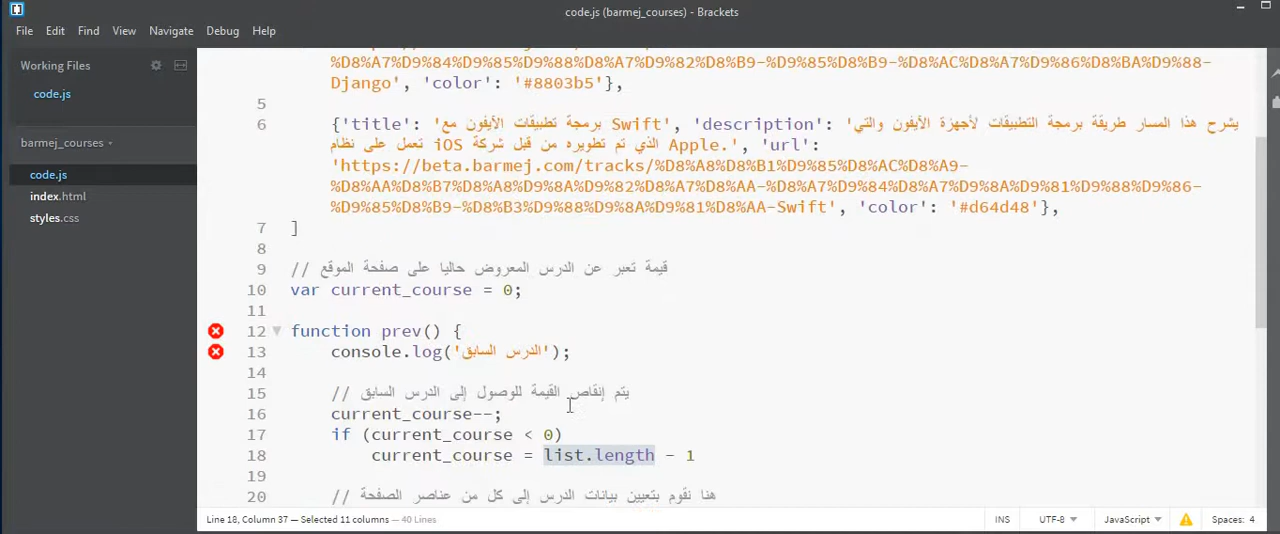 code.js (barmej_courses) - Brackets
File Edit Find View Navigate Debug Help
Working Files
code.js
barmej_courses
code.js
index.html
styles.css
%D8%A7%D9%84%D9%85%D9%88%D8%A7%D9%82%D8%B9-%D9%85%D8%B9-%D8%AC%D8%A7%D9%86%D8%BA%D9%88-
Django', 'color': '#8803b5'},
5
6 {'title': 'برمجة تطبيقات الآيفون مع Swift', 'description': 'يشرح هذا المسار طريقة برمجة التطبيقات لأجهزة الآيفون والتي
تعمل على نظام iOS الذي تم تطويره من قبل شركة Apple.', 'url':
'https://beta.barmej.com/tracks/%D8%A8%D8%B1%D9%85%D8%AC%D8%A9-
%D8%AA%D8%B7%D8%A8%D9%8A%D9%82%D8%A7%D8%AA-%D8%A7%D9%84%D8%A7%D9%8A%D9%81%D9%88%D9%86-
%D9%85%D8%B9-%D8%B3%D9%88%D9%8A%D9%81%D8%AA-Swift', 'color': '#d64d48'},
7 ]
8
9 // قيمة تعبر عن الدرس المعروض حاليا على صفحة الموقع
10 var current_course = 0;
11
12 function prev() {
13 console.log('الدرس السابق');
14
15 // يتم إنقاص القيمة للوصول إلى الدرس السابق
16 current_course--;
17 if (current_course < 0)
18 current_course = list.length - 1
19
20 // هنا نقوم بتعيين بيانات الدرس إلى كل من عناصر الصفحة
Line 18, Column 37 — Selected 11 columns — 40 Lines
INS UTF-8 JavaScript Spaces: 4